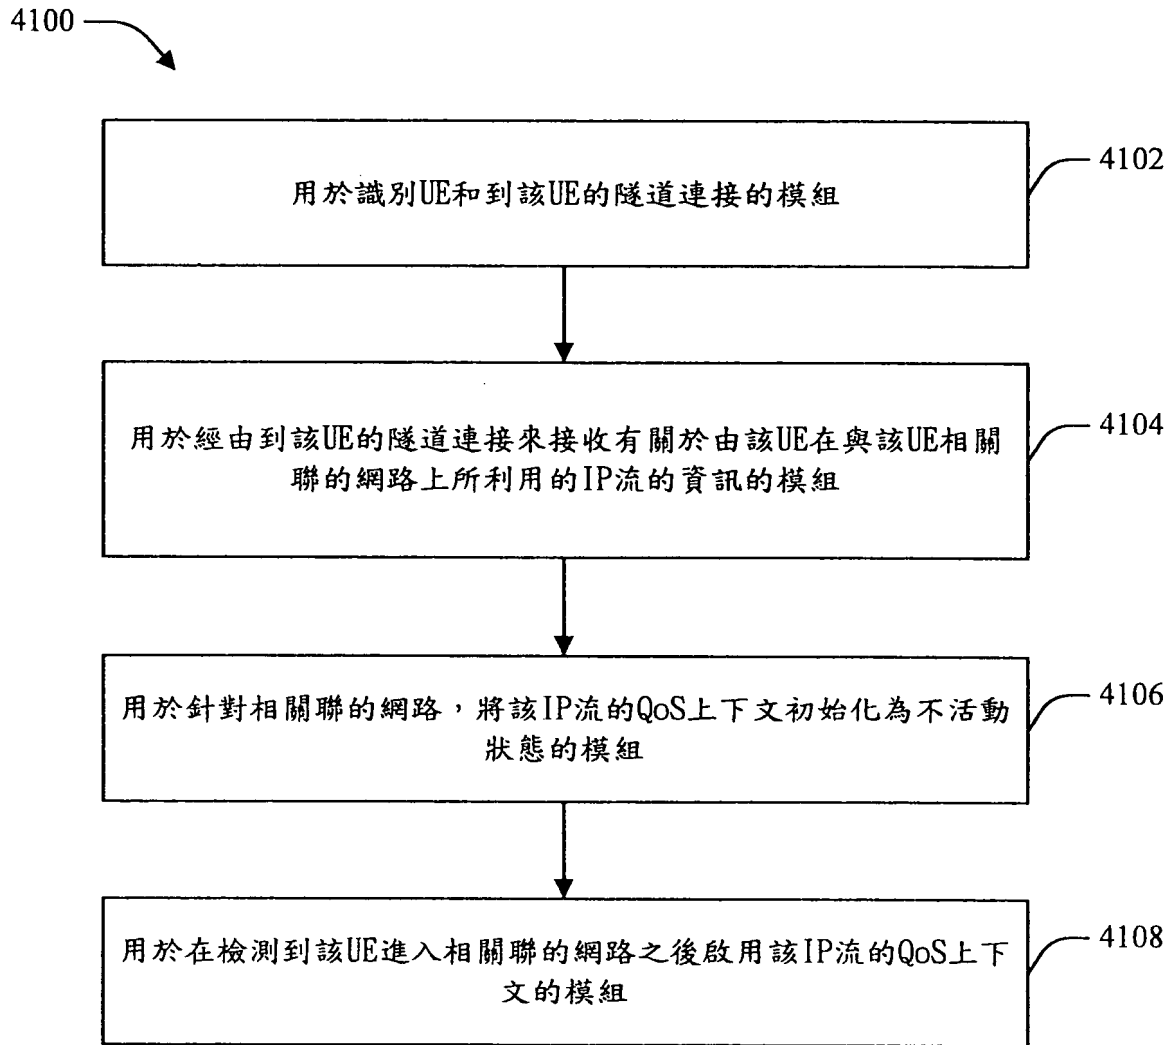 4100
用於識別UE和到該UE的隧道連接的模組
4102
用於經由到該UE的隧道連接來接收有關於由該UE在與該UE相關
聯的網路上所利用的IP流的資訊的模組
4104
用於針對相關聯的網路，將該IP流的QoS上下文初始化為不活動
狀態的模組
4106
用於在檢測到該UE進入相關聯的網路之後啟用該IP流的QoS上下
文的模組
4108